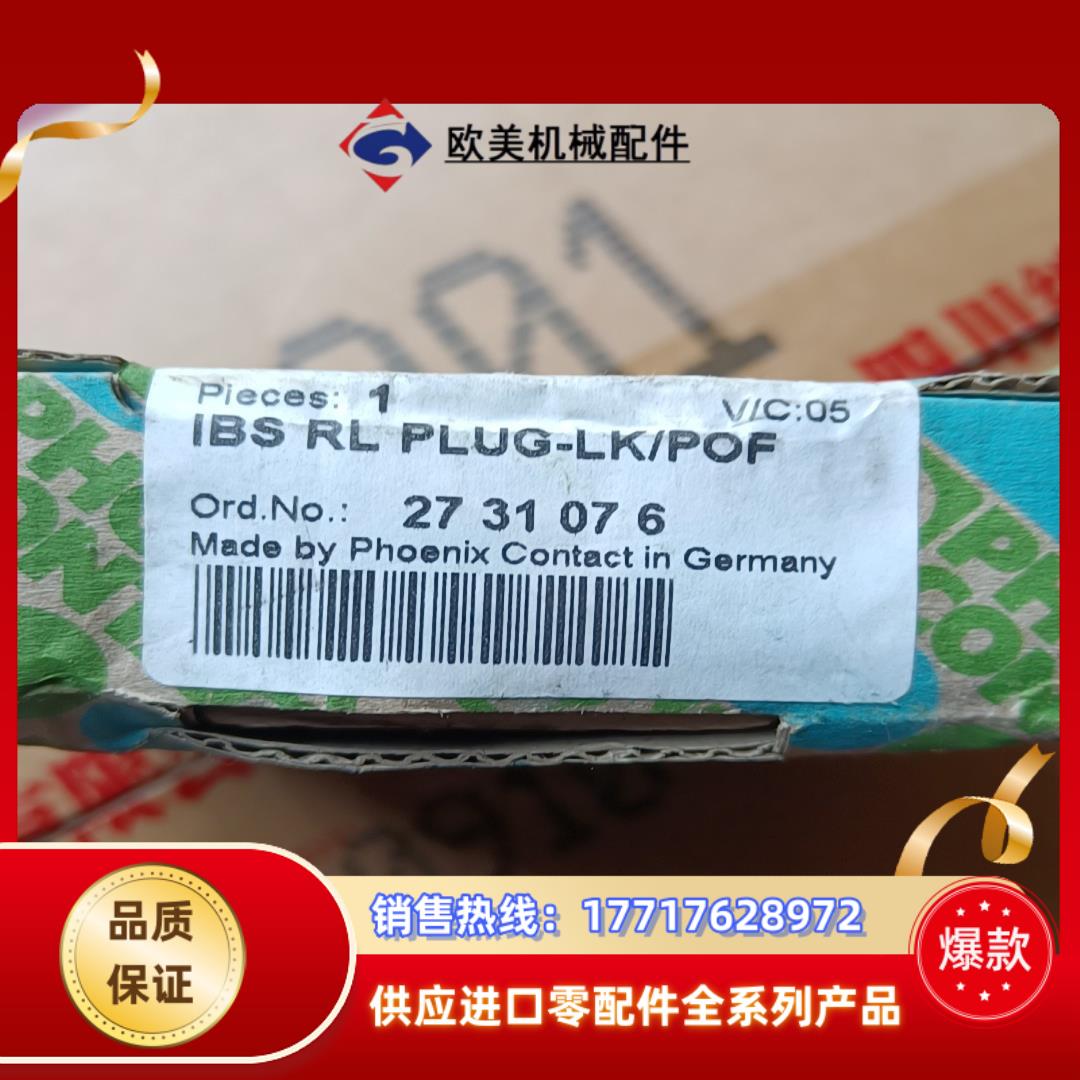 欧美机械配件
001
Pieces: 1
V/C:05
IBS RL PLUG-LK/POF
Ord.No.: 27 31 07 6
Made by Phoenix Contact in Germany
品质
保证
销售热线：17717628972
爆款
供应进口零配件全系列产品